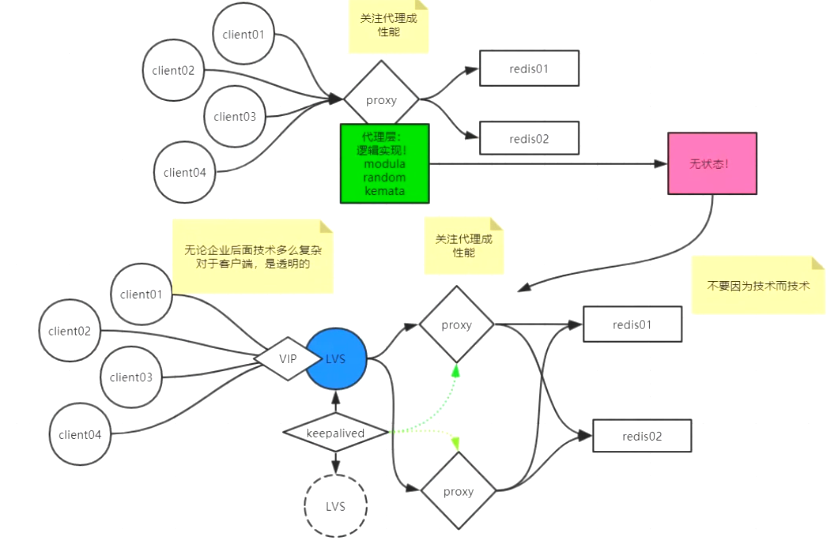 关注代理成
性能
client01
client02
client03
client04
proxy
redis01
redis02
代理层:
逻辑实现!
modula
random
kemata
无状态!
无论企业后面技术多么复杂
对于客户端，是透明的
关注代理成
性能
不要因为技术而技术
client01
client02
client03
client04
VIP
LVS
proxy
redis01
keepalived
redis02
proxy
LVS